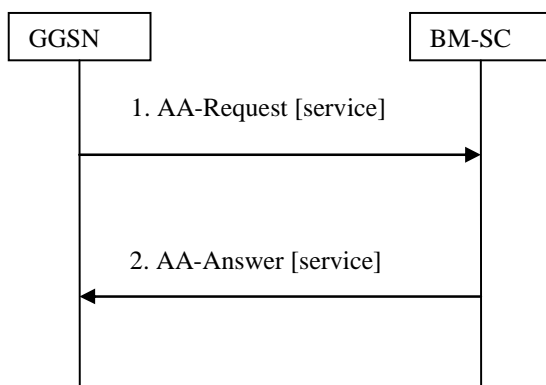 GGSN
BM-SC
1. AA-Request [service]
2. AA-Answer [service]